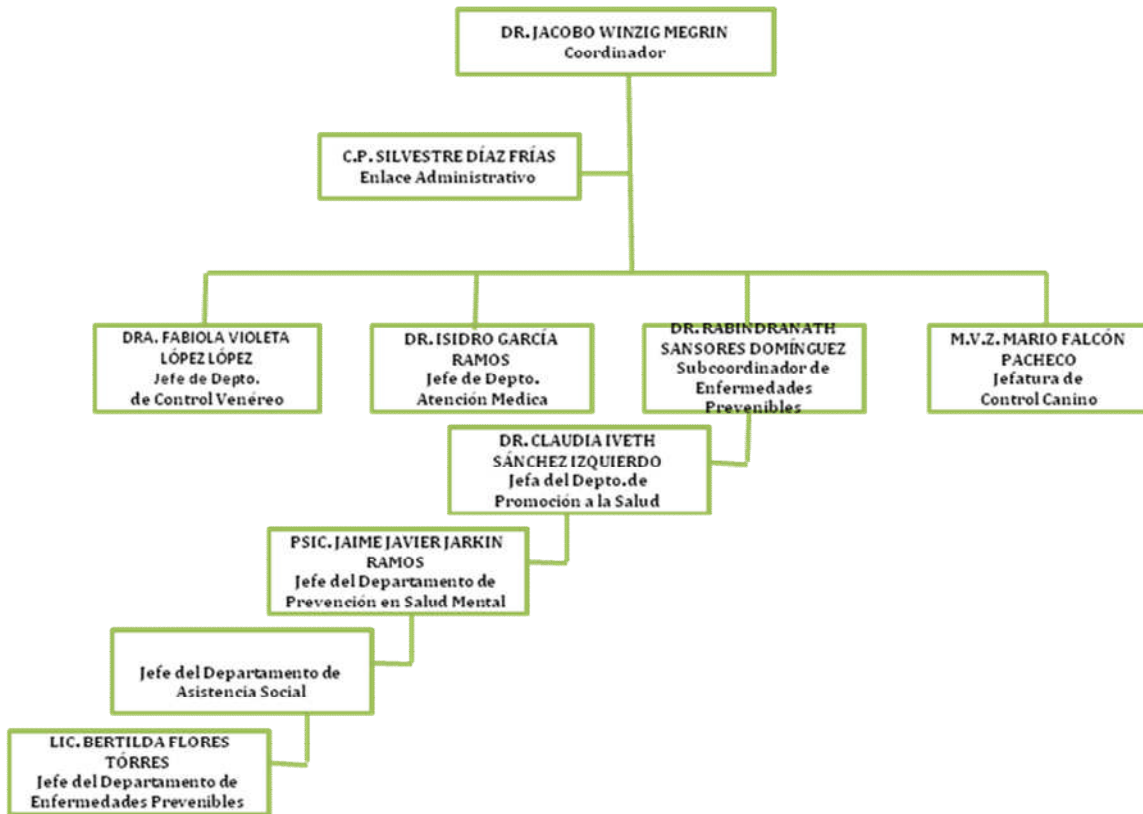 DR. JACOBO WINZIG MEGRIN
Coordinador
C.P. SILVESTRE DÍAZ FRÍAS
Enlace Administrativo
DRA. FABIOLA VIOLETA
LÓPEZ LÓPEZ
Jefe de Depto.
de Control Venéreo
DR. ISIDRO GARCÍA
RAMOS
Jefe de Depto.
Atención Medica
DR. RABINDRANATH
SANSORES DOMÍNGUEZ
Subcoordinador de
Enfermedades
Prevenibles
M.V.Z. MARIO FALCÓN
PACHECO
Jefatura de
Control Canino
DR. CLAUDIA IVETH
SÁNCHEZ IZQUIERDO
Jefa del Depto.de
Promoción a la Salud
PSIC. JAIME JAVIER JARKIN
RAMOS
Jefe del Departamento de
Prevención en Salud Mental
Jefe del Departamento de
Asistencia Social
LIC. BERTILDA FLORES
TÓRRES
Jefe del Departamento de
Enfermedades Prevenibles